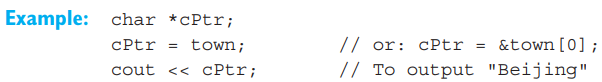 Example: char *cPtr;
cPtr = town; // or: cPtr = &town[0];
cout << cPtr; // To output "Beijing"